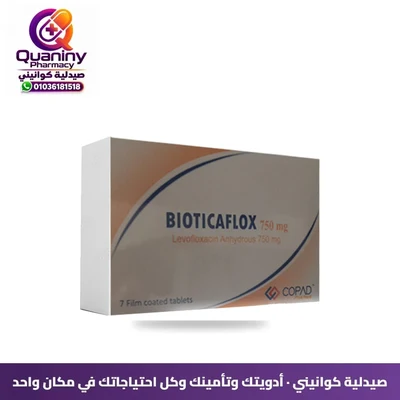 Quaniny
Pharmacy
صيدلية كوانيني
01036181518
BIOTICAFLOX 750 mg
Levofloxacin Anhydrous 750 mg
7 Film coated tablets
COPAD
صيدلية كوانيني - أدويتك وتأمينك وكل احتياجاتك في مكان واحد